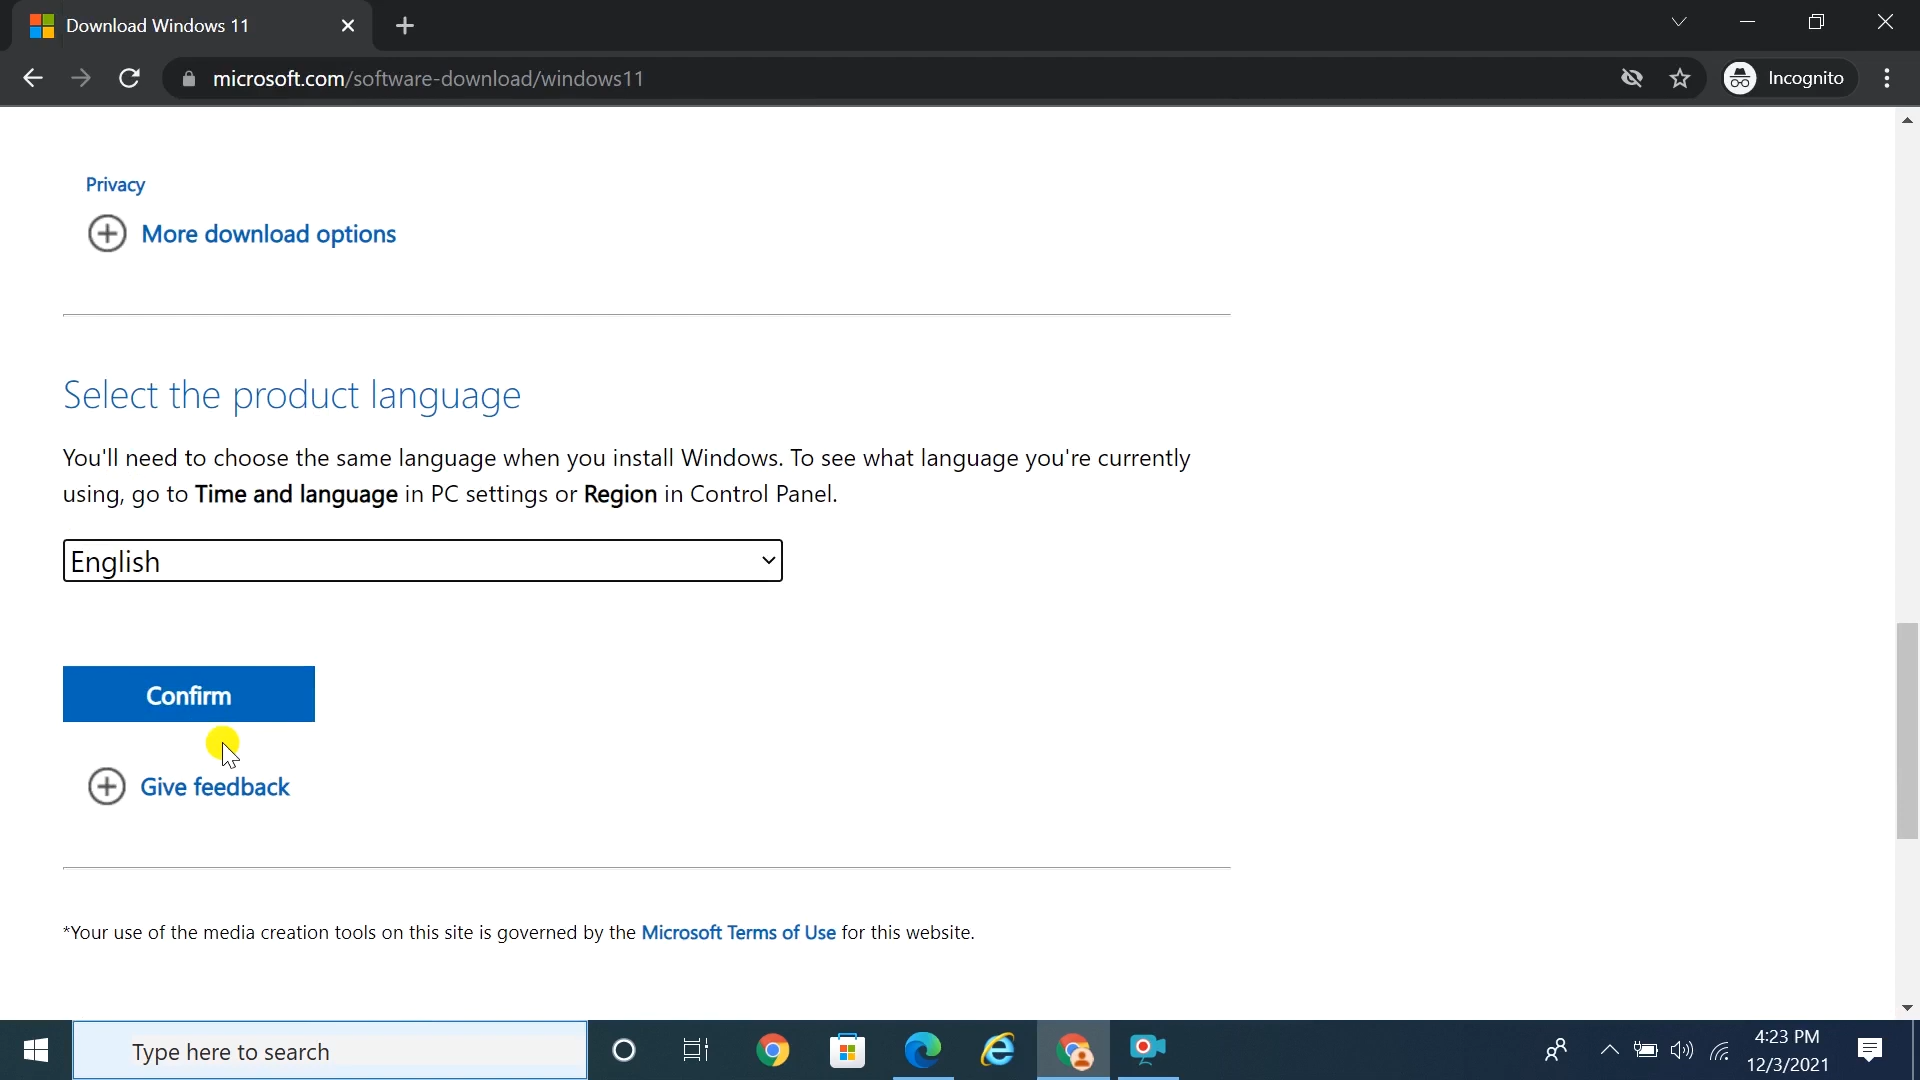 Download Windows 11
microsoft.com/software-download/windows11
Incognito
Privacy
More download options
Select the product language
You'll need to choose the same language when you install Windows. To see what language you're currently
using, go to Time and language in PC settings or Region in Control Panel.
English
Confirm
Give feedback
*Your use of the media creation tools on this site is governed by the Microsoft Terms of Use for this website.
Type here to search
4:23 PM
12/3/2021